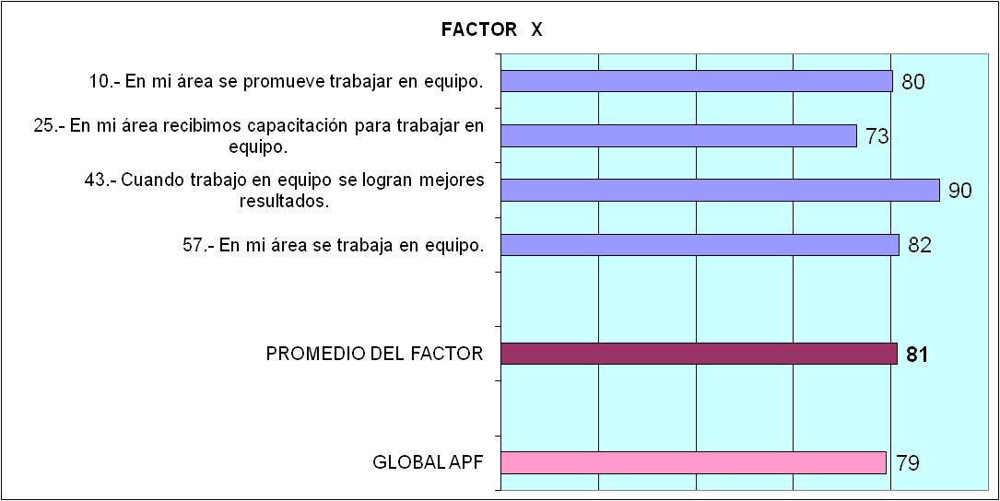 FACTOR X
10.- En mi área se promueve trabajar en equipo.
80
25.- En mi área recibimos capacitación para trabajar en
equipo.
73
43.- Cuando trabajo en equipo se logran mejores
resultados.
90
57.- En mi área se trabaja en equipo.
82
PROMEDIO DEL FACTOR
81
GLOBAL APF
79